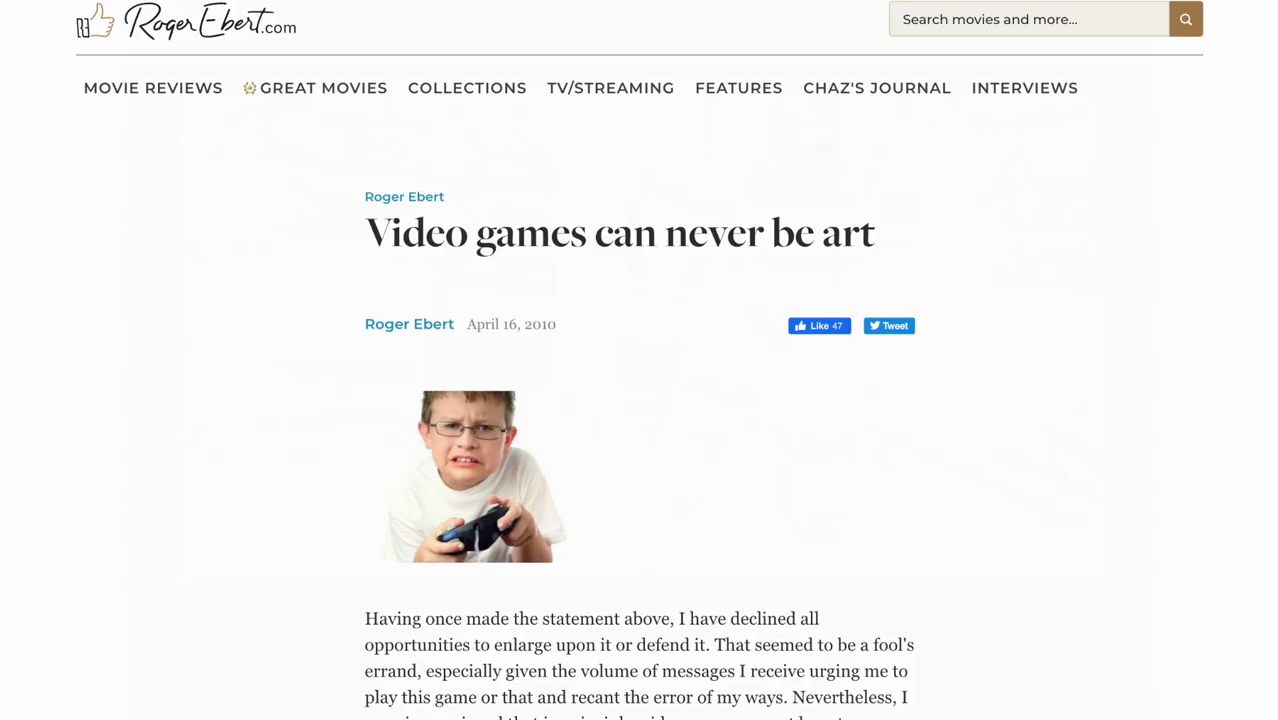 RogerEbert.com
Search movies and more...
MOVIE REVIEWS GREAT MOVIES COLLECTIONS TV/STREAMING FEATURES CHAZ'S JOURNAL INTERVIEWS
Roger Ebert
Video games can never be art
Roger Ebert April 16, 2010
Like 47 Tweet
Having once made the statement above, I have declined all
opportunities to enlarge upon it or defend it. That seemed to be a fool's
errand, especially given the volume of messages I receive urging me to
play this game or that and recant the error of my ways. Nevertheless, I